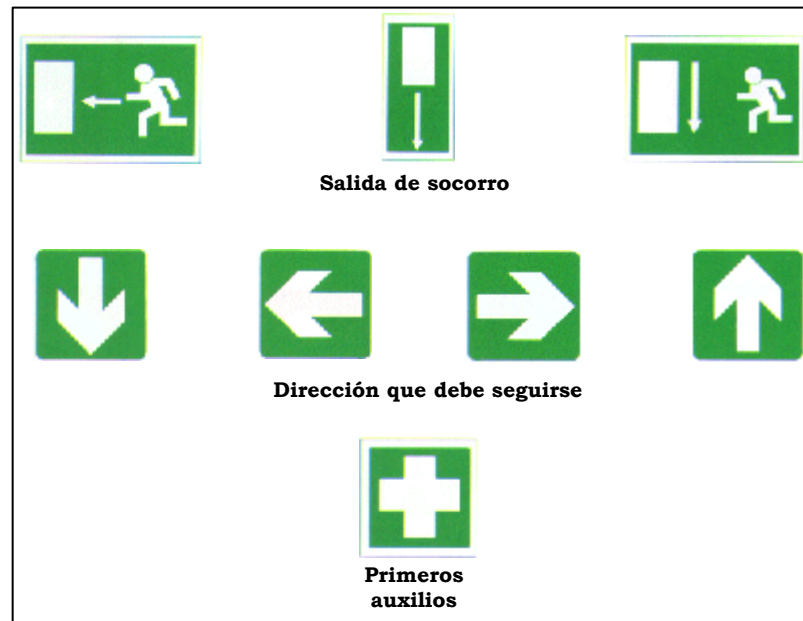 Salida de socorro
Dirección que debe seguirse
Primeros
auxilios